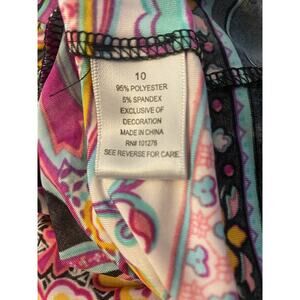 10
95% POLYESTER
5% SPANDEX
EXCLUSIVE OF
DECORATION
MADE IN CHINA
RN# 101276
SEE REVERSE FOR CARE